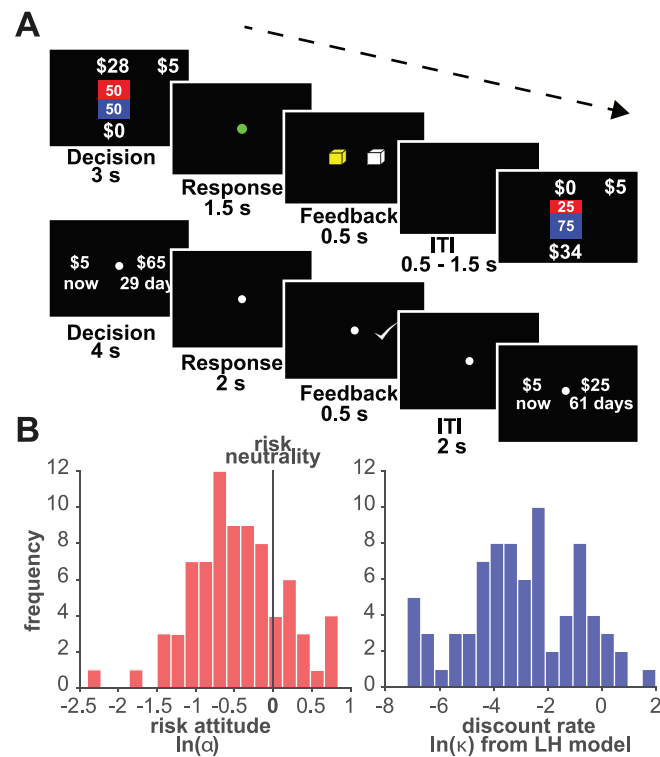 A
$28 $5
50
50
$0
Decision
3 s
Response
1.5 s
Feedback
0.5 s
ITI
0.5 - 1.5 s
$0 $5
25
75
$34
$5 $65
now 29 day
Decision
4 s
Response
2 s
Feedback
0.5 s
ITI
2 s
$5 $25
now 61 days
B
risk
neutrality
frequency
12
10
8
6
4
2
0
-2.5 -2 -1.5 -1 -0.5 0 0.5 1
risk attitude
ln(α)
12
10
8
6
4
2
0
-8 -6 -4 -2 0 2
discount rate
ln(κ) from LH model